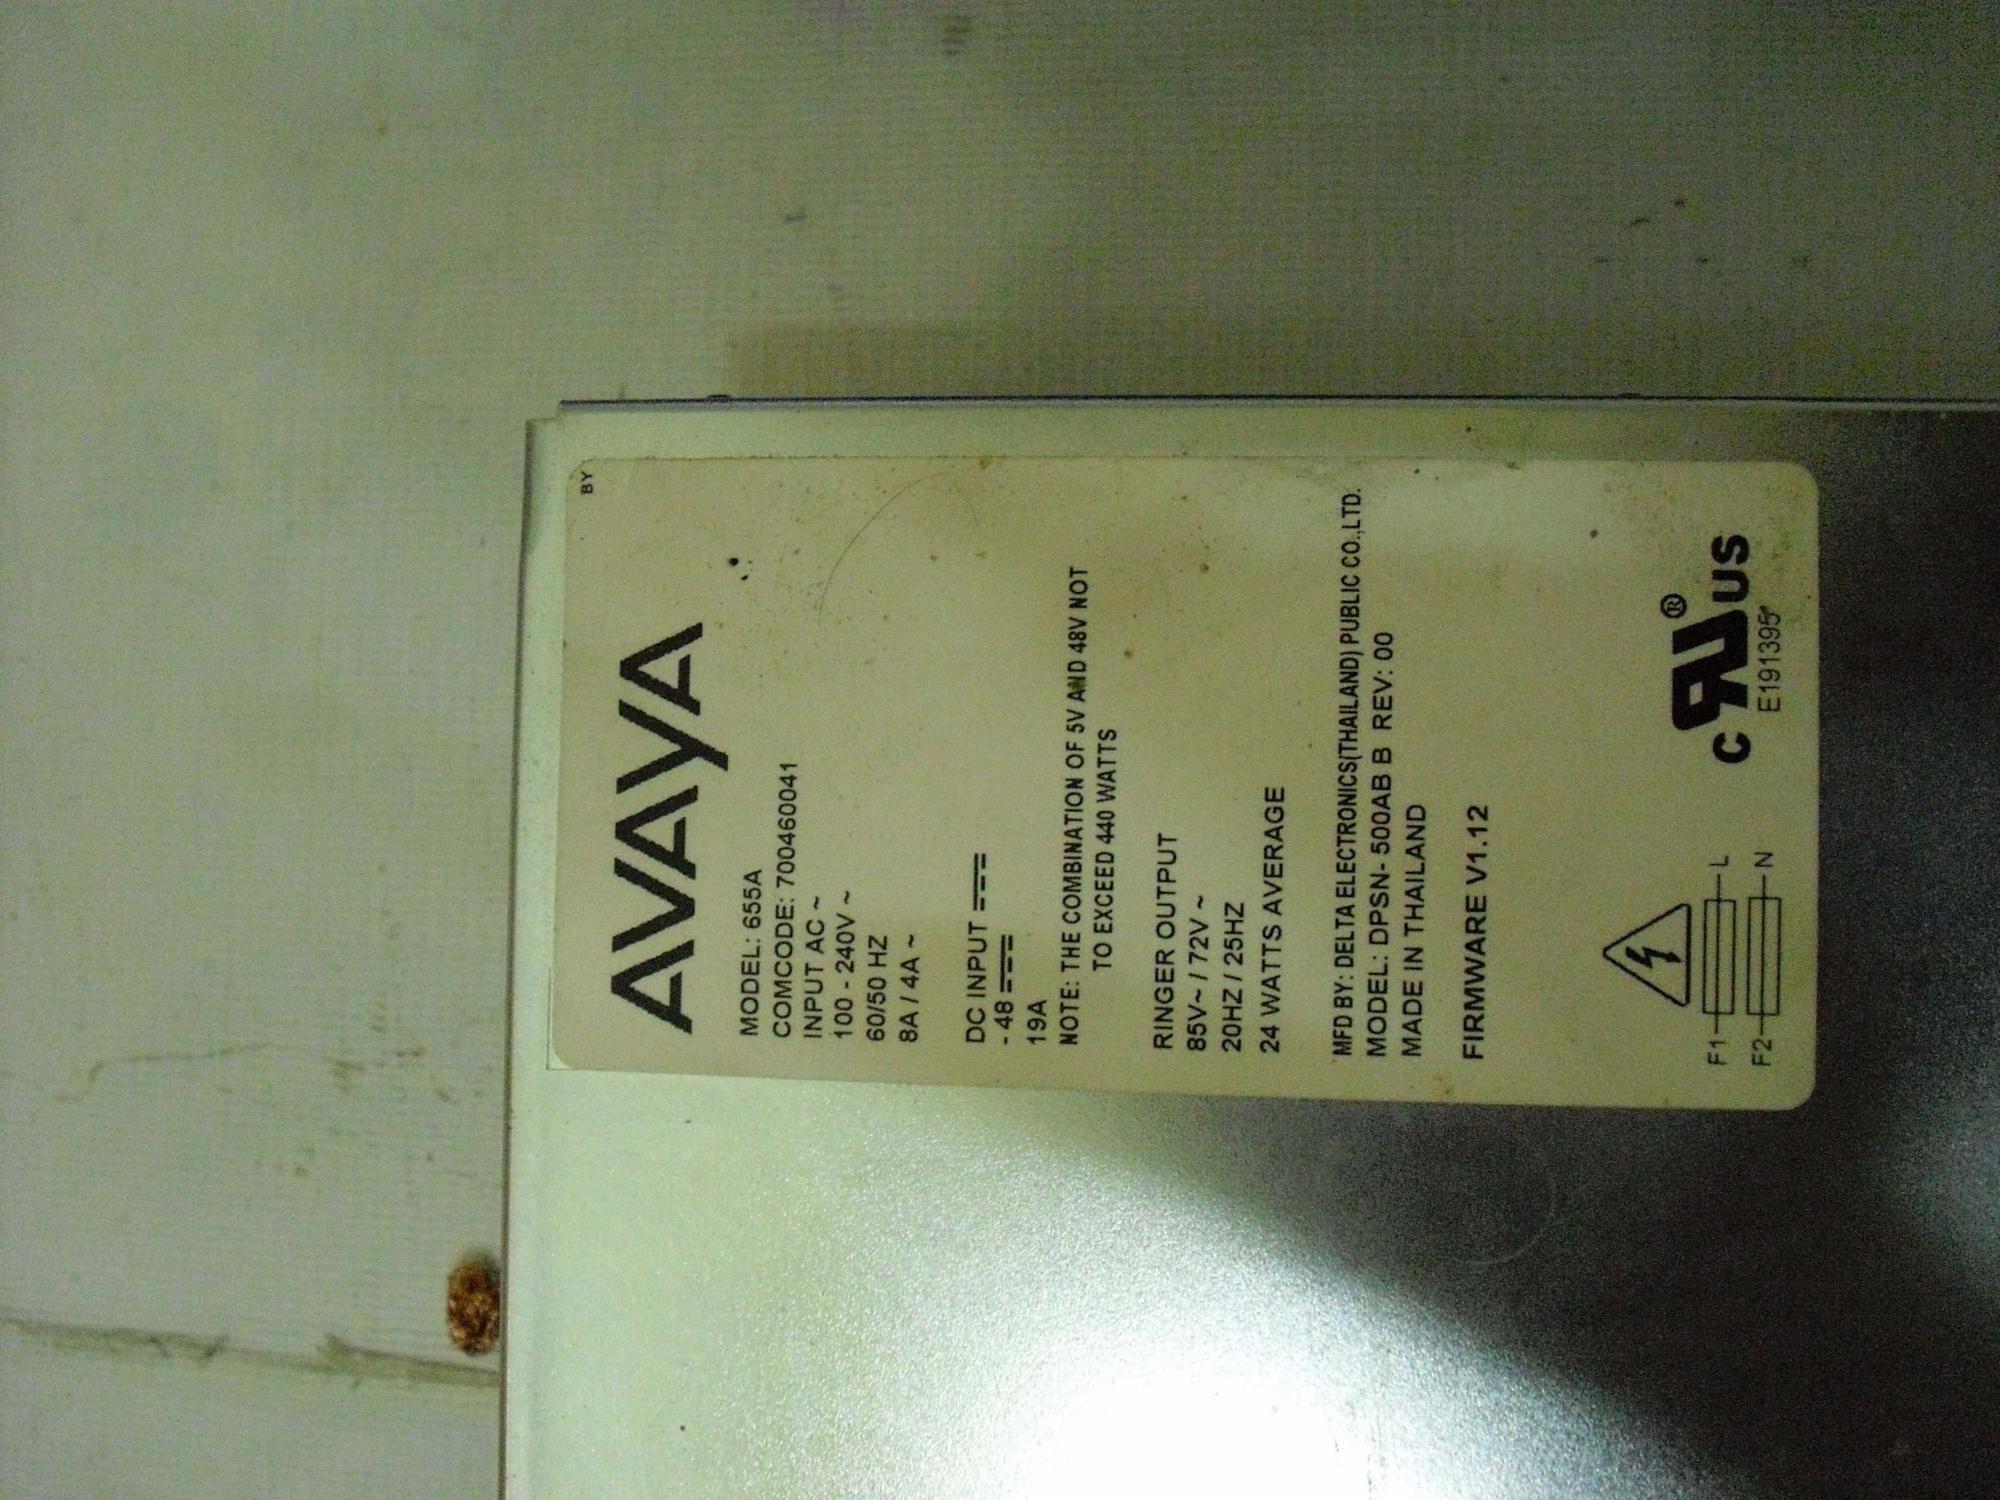 BY
AVAYA
MODEL: 655A
COMCODE: 700460041
INPUT AC ~
100 - 240V ~
60/50 HZ
8A / 4A ~
DC INPUT ⎓
- 48 ⎓
19A
NOTE: THE COMBINATION OF 5V AND 48V NOT
TO EXCEED 440 WATTS
RINGER OUTPUT
85V~ / 72V ~
20HZ / 25HZ
24 WATTS AVERAGE
MFD BY: DELTA ELECTRONICS(THAILAND) PUBLIC CO.,LTD.
MODEL: DPSN- 500AB B REV: 00
MADE IN THAILAND
FIRMWARE V1.12
F1 L
F2 N
c RU® US
E191395